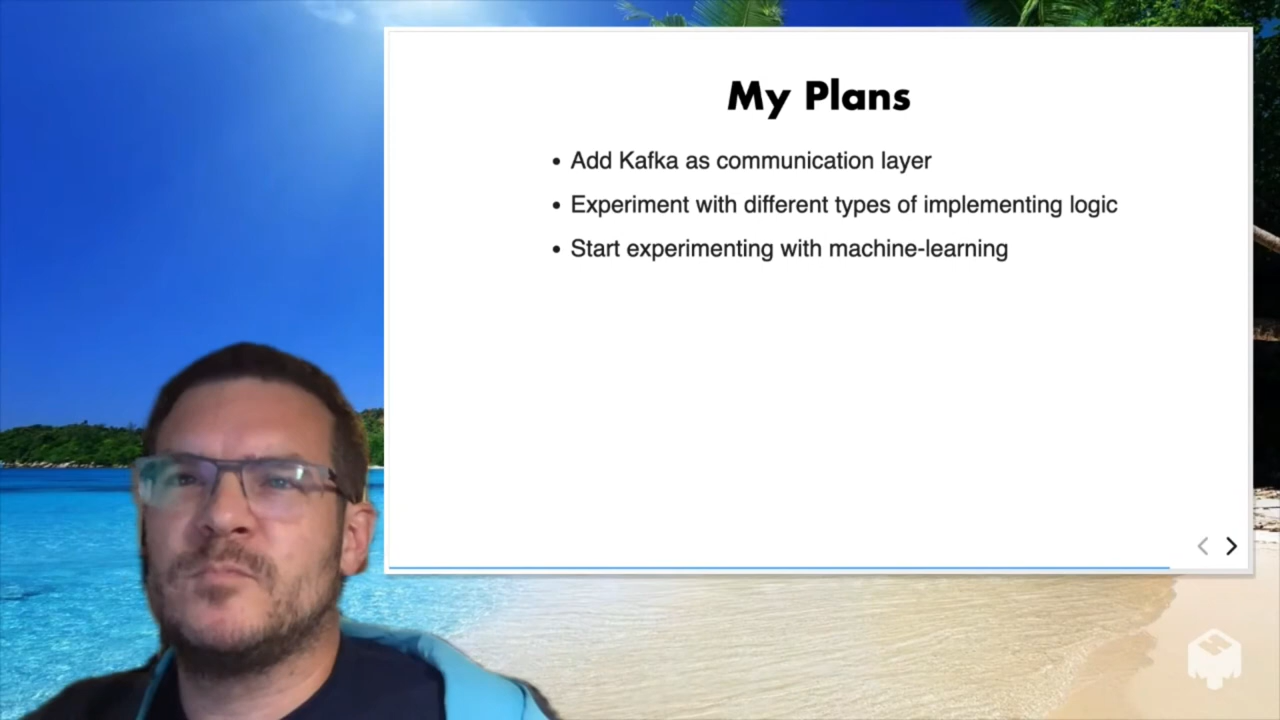 My Plans
Add Kafka as communication layer
Experiment with different types of implementing logic
Start experimenting with machine-learning